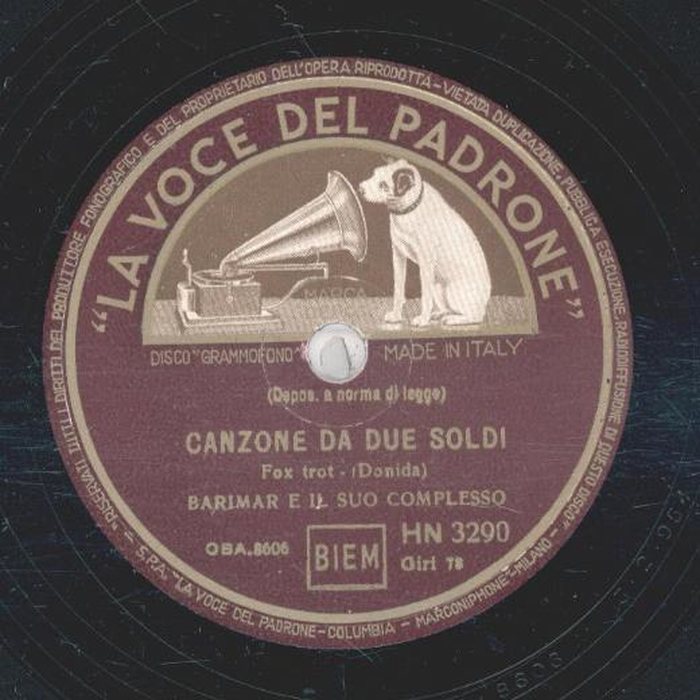 RISERVATI TUTTI I DIRITTI DEL PRODUTTORE FONOGRAFICO E DEL PROPRIETARIO DELL'OPERA RIPRODOTTA - VIETATA DUPLICAZIONE, PUBBLICA ESECUZIONE, RADIODIFFUSIONE DI QUESTO DISCO
"LA VOCE DEL PADRONE"
MARCA
DISCO "GRAMMOFONO"
MADE IN ITALY
(Depos. a norma di legge)
CANZONE DA DUE SOLDI
Fox trot - (Donida)
BARIMAR E IL SUO COMPLESSO
OBA.8606
BIEM
HN 3290
Giri 78
S.P.A. "LA VOCE DEL PADRONE - COLUMBIA - MARCONIPHONE" - MILANO -